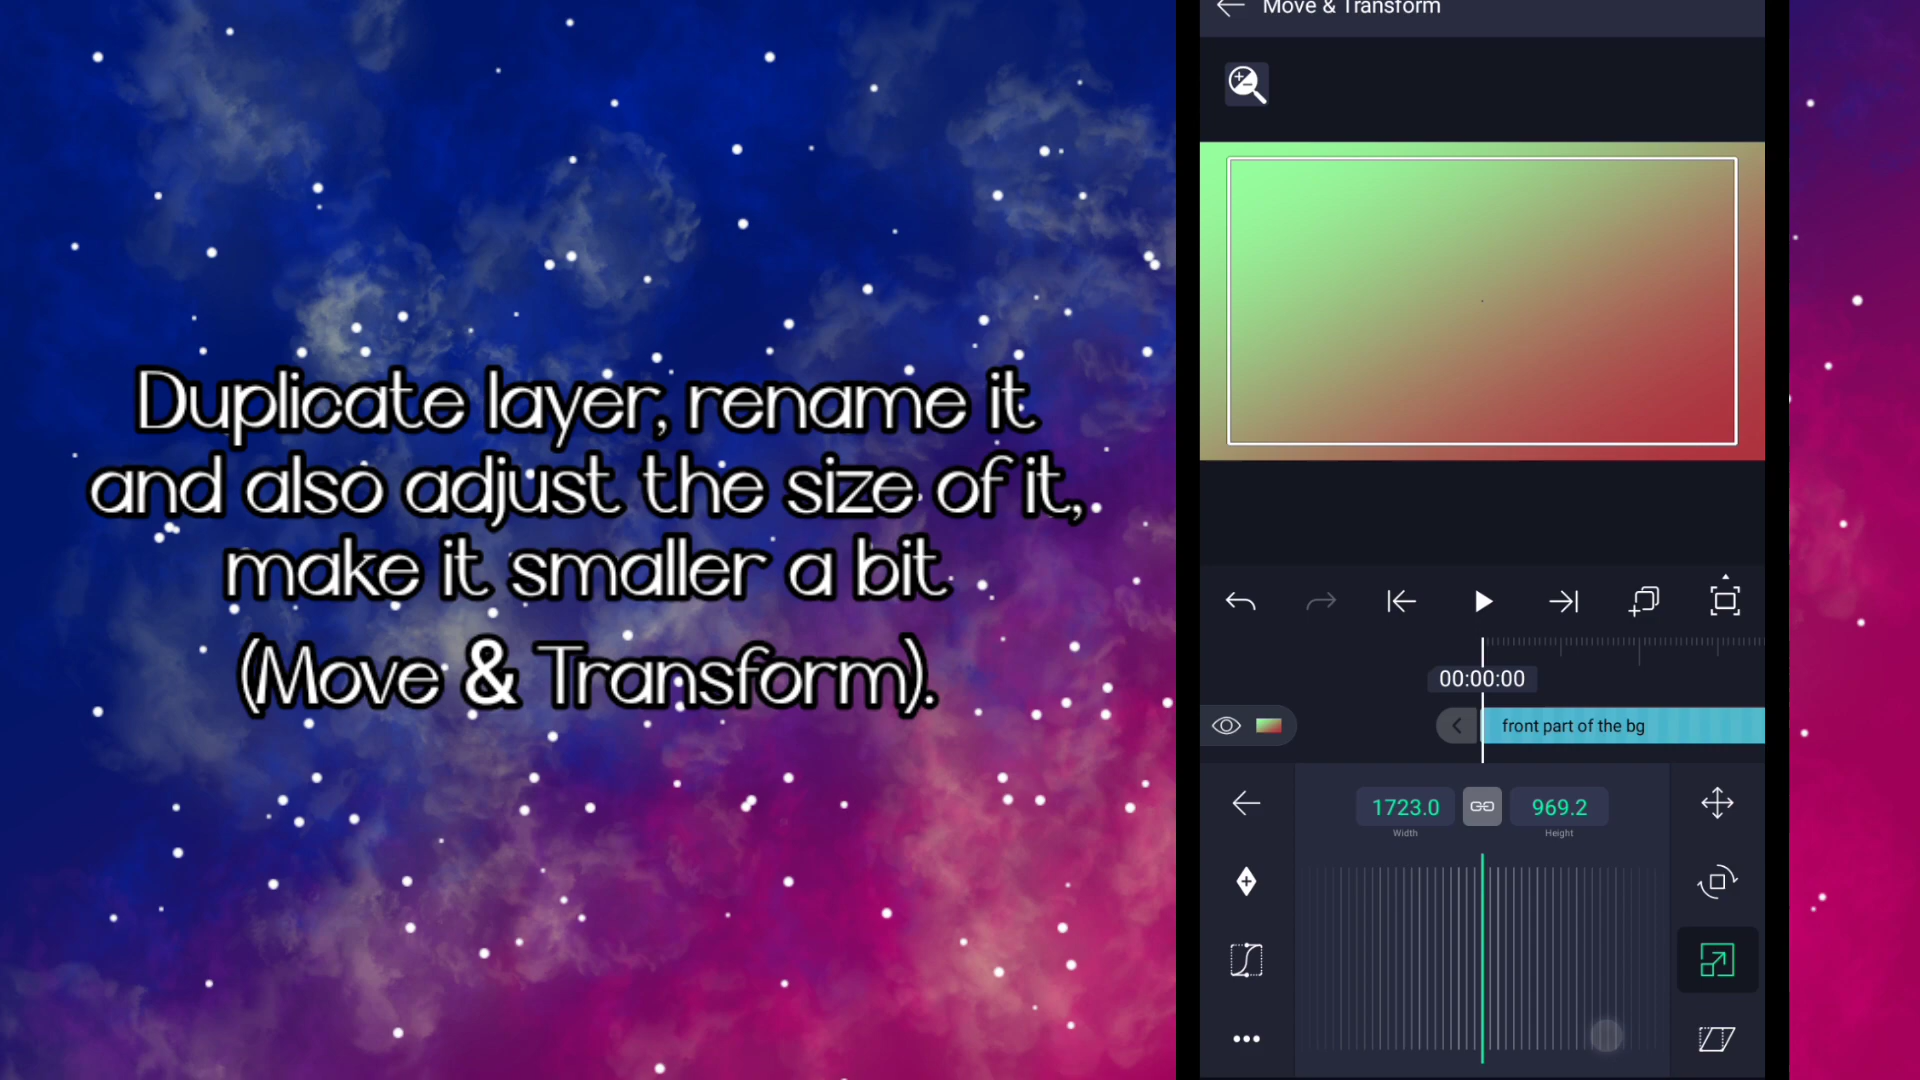 Duplicate layer, rename it
and also adjust the size of it,
make it smaller a bit
(Move & Transform).
Move & Transform
00:00:00
front part of the bg
1723.0
969.2
Width
Height